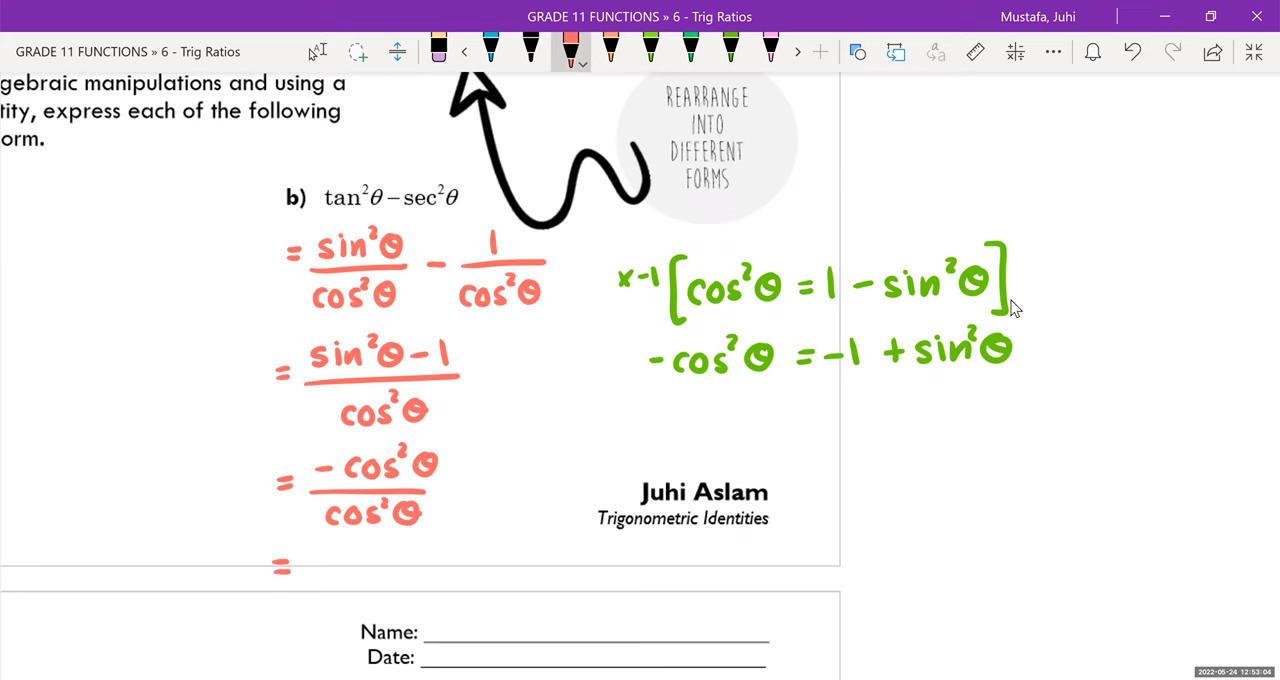 GRADE 11 FUNCTIONS » 6 - Trig Ratios
Mustafa, Juhi
GRADE 11 FUNCTIONS » 6 - Trig Ratios
gebraic manipulations and using a
tity, express each of the following
orm.
REARRANGE
INTO
DIFFERENT
FORMS
b) tan²θ – sec²θ
= sin²θ/cos²θ - 1/cos²θ
= (sin²θ - 1)/cos²θ
= -cos²θ/cos²θ
=
x-1 [cos²θ = 1 - sin²θ]
-cos²θ = -1 + sin²θ
Juhi Aslam
Trigonometric Identities
Name:
Date:
2022-05-24 12:53:04